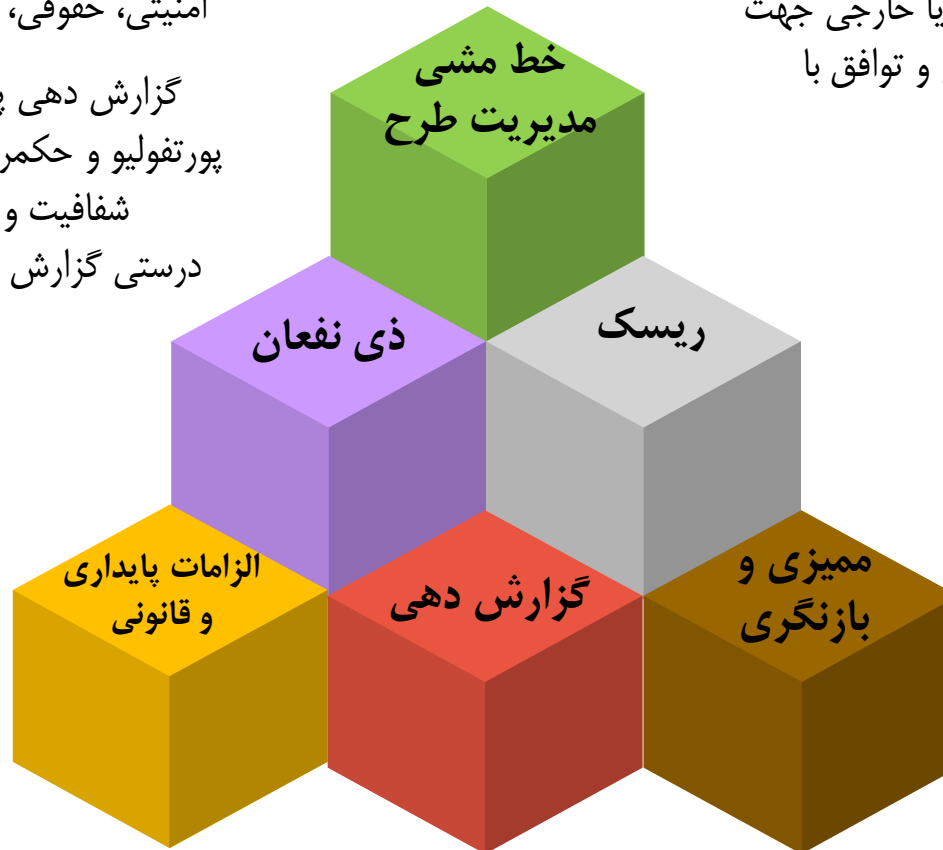 یا خارجی جهت
و توافق با
امنیتی، حقوقی،
گزارش دهی
پورتفولیو و
شفافیت و
درستی گزارش
خط مشی
مدیریت طرح
ذی نفعان
ریسک
الزامات پایداری
و قانونی
گزارش دهی
ممیزی و
بازنگری